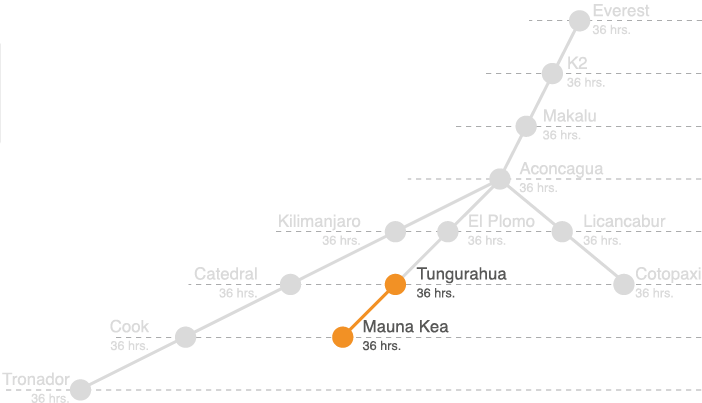 Everest
36 hrs.
K2
36 hrs.
Makalu
36 hrs.
Aconcagua
36 hrs.
Kilimanjaro
36 hrs.
El Plomo
36 hrs.
Licancabur
36 hrs.
Catedral
36 hrs.
Tungurahua
36 hrs.
Cotopaxi
36 hrs.
Cook
36 hrs.
Mauna Kea
36 hrs.
Tronador
36 hrs.